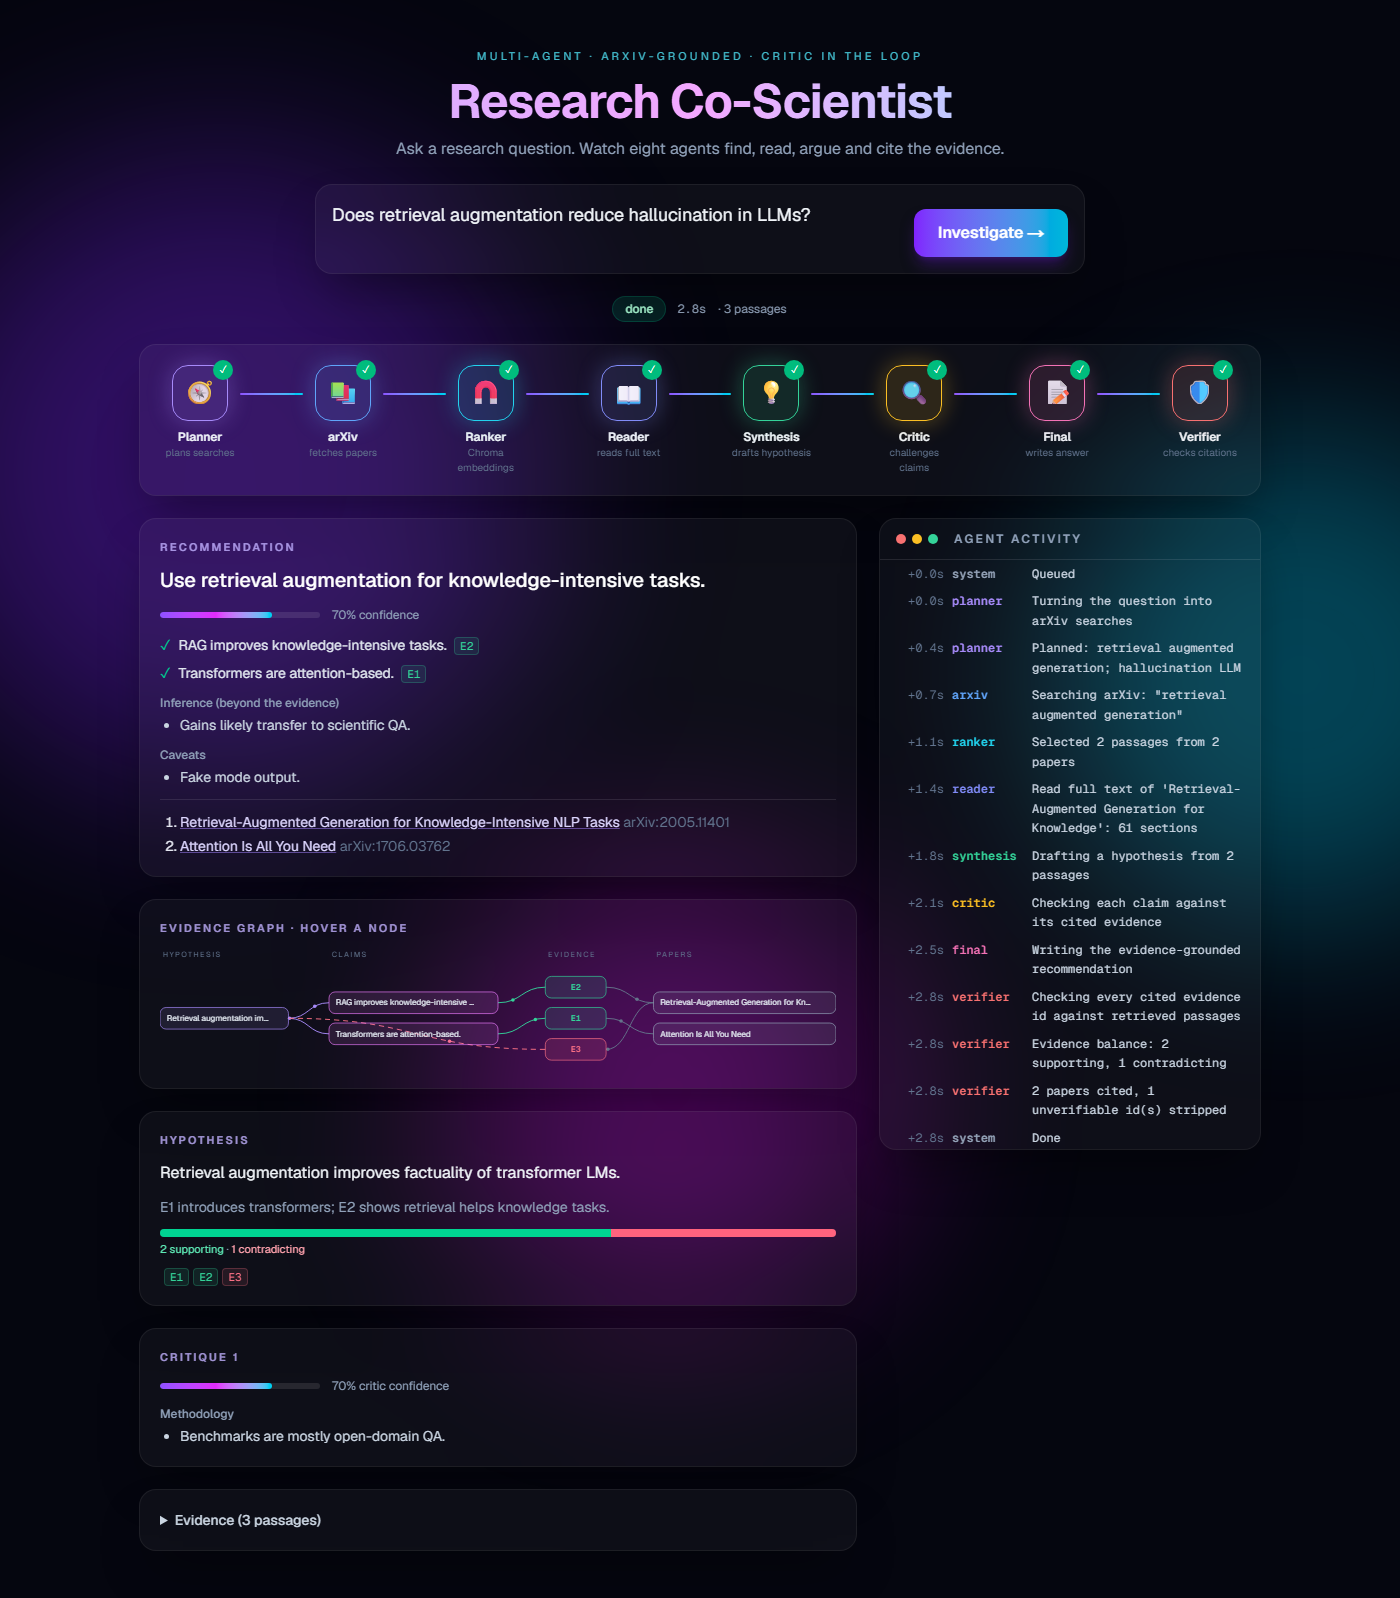 MULTI-AGENT · ARXIV-GROUNDED · CRITIC IN THE LOOP
Research Co-Scientist
Ask a research question. Watch eight agents find, read, argue and cite the evidence.
Does retrieval augmentation reduce hallucination in LLMs?
Investigate →
done 2.8s · 3 passages
Planner
plans searches
arXiv
fetches papers
Ranker
Chroma
embeddings
Reader
reads full text
Synthesis
drafts hypothesis
Critic
challenges
claims
Final
writes answer
Verifier
checks citations
RECOMMENDATION
Use retrieval augmentation for knowledge-intensive tasks.
70% confidence
✓ RAG improves knowledge-intensive tasks. E2
✓ Transformers are attention-based. E1
Inference (beyond the evidence)
• Gains likely transfer to scientific QA.
Caveats
• Fake mode output.
1. Retrieval-Augmented Generation for Knowledge-Intensive NLP Tasks arXiv:2005.11401
2. Attention Is All You Need arXiv:1706.03762
EVIDENCE GRAPH · HOVER A NODE
HYPOTHESIS CLAIMS EVIDENCE PAPERS
Retrieval augmentation im…
RAG improves knowledge-intensive …
Transformers are attention-based.
E2
E1
E3
Retrieval-Augmented Generation for Kn…
Attention Is All You Need
HYPOTHESIS
Retrieval augmentation improves factuality of transformer LMs.
E1 introduces transformers; E2 shows retrieval helps knowledge tasks.
2 supporting · 1 contradicting
E1 E2 E3
CRITIQUE 1
70% critic confidence
Methodology
• Benchmarks are mostly open-domain QA.
▶ Evidence (3 passages)
AGENT ACTIVITY
+0.0s system Queued
+0.0s planner Turning the question into
arXiv searches
+0.4s planner Planned: retrieval augmented
generation; hallucination LLM
+0.7s arxiv Searching arXiv: "retrieval
augmented generation"
+1.1s ranker Selected 2 passages from 2
papers
+1.4s reader Read full text of 'Retrieval-
Augmented Generation for
Knowledge': 61 sections
+1.8s synthesis Drafting a hypothesis from 2
passages
+2.1s critic Checking each claim against
its cited evidence
+2.5s final Writing the evidence-grounded
recommendation
+2.8s verifier Checking every cited evidence
id against retrieved passages
+2.8s verifier Evidence balance: 2
supporting, 1 contradicting
+2.8s verifier 2 papers cited, 1
unverifiable id(s) stripped
+2.8s system Done